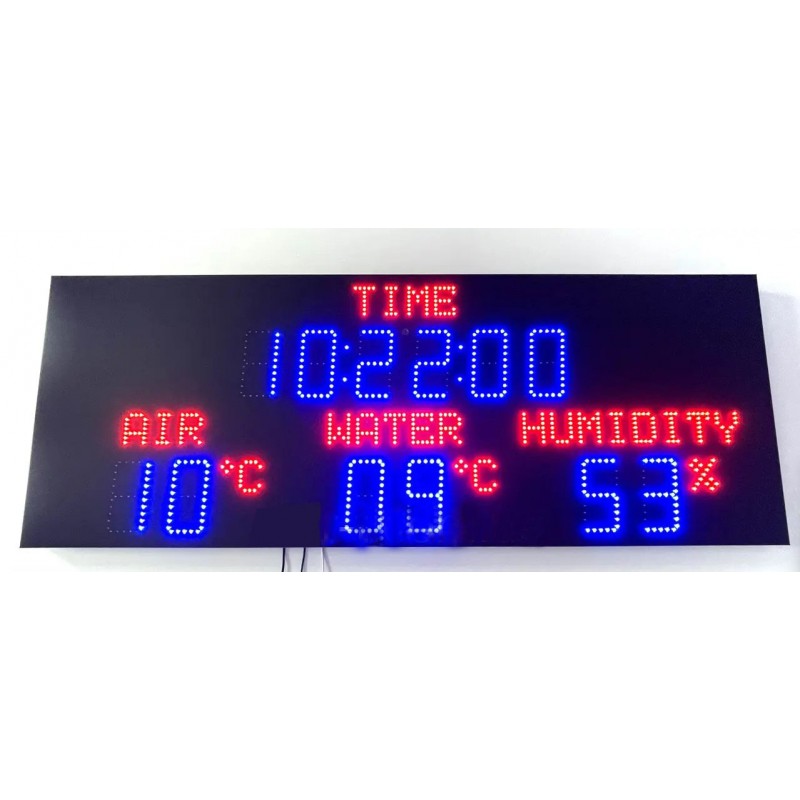 TIME
10:22:00
AIR WATER HUMIDITY
10°C 09°C 53%